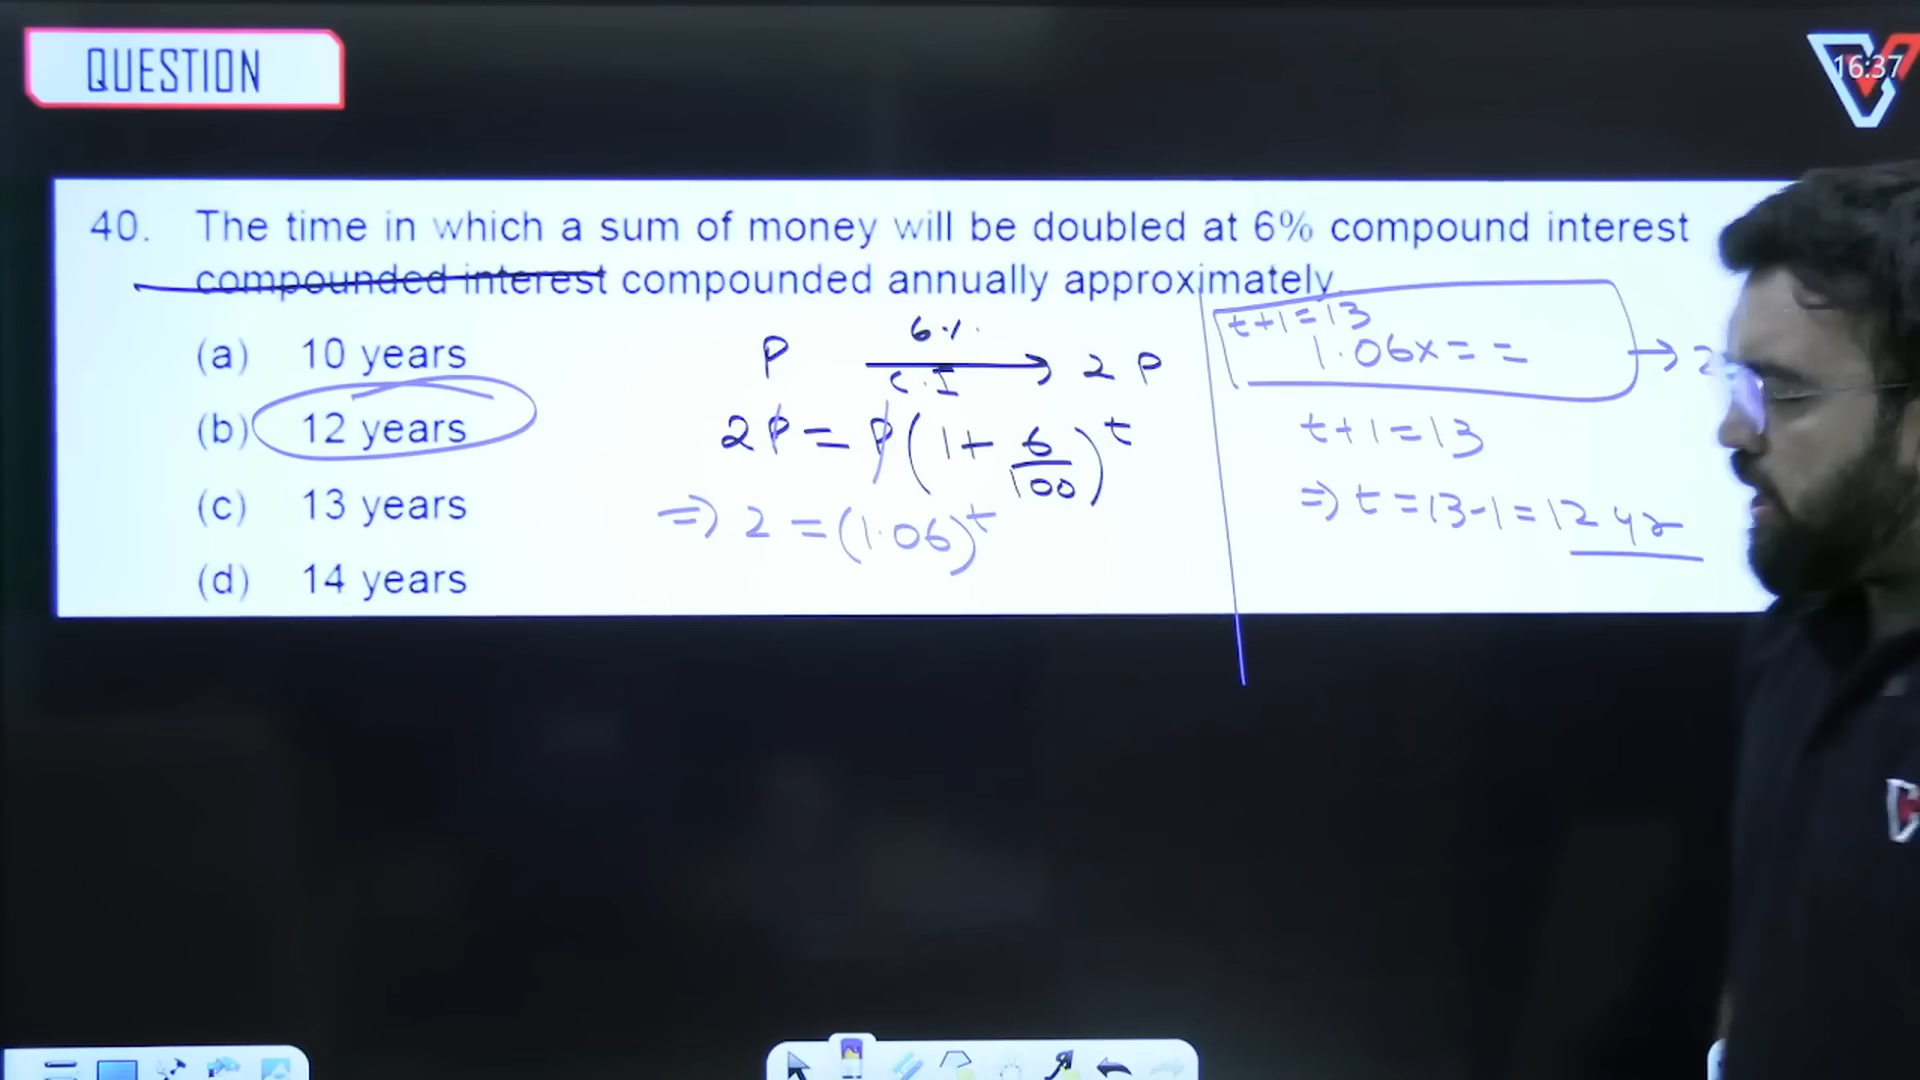 QUESTION
16:37
40. The time in which a sum of money will be doubled at 6% compound interest
compounded interest compounded annually approximately
(a) 10 years
(b) 12 years
(c) 13 years
(d) 14 years
P 6% C.I 2P
2P = P(1 + 6/100)^t
⇒ 2 = (1.06)^t
t+1=13
1.06x= = → 2
t+1=13
⇒ t=13-1=12 yr